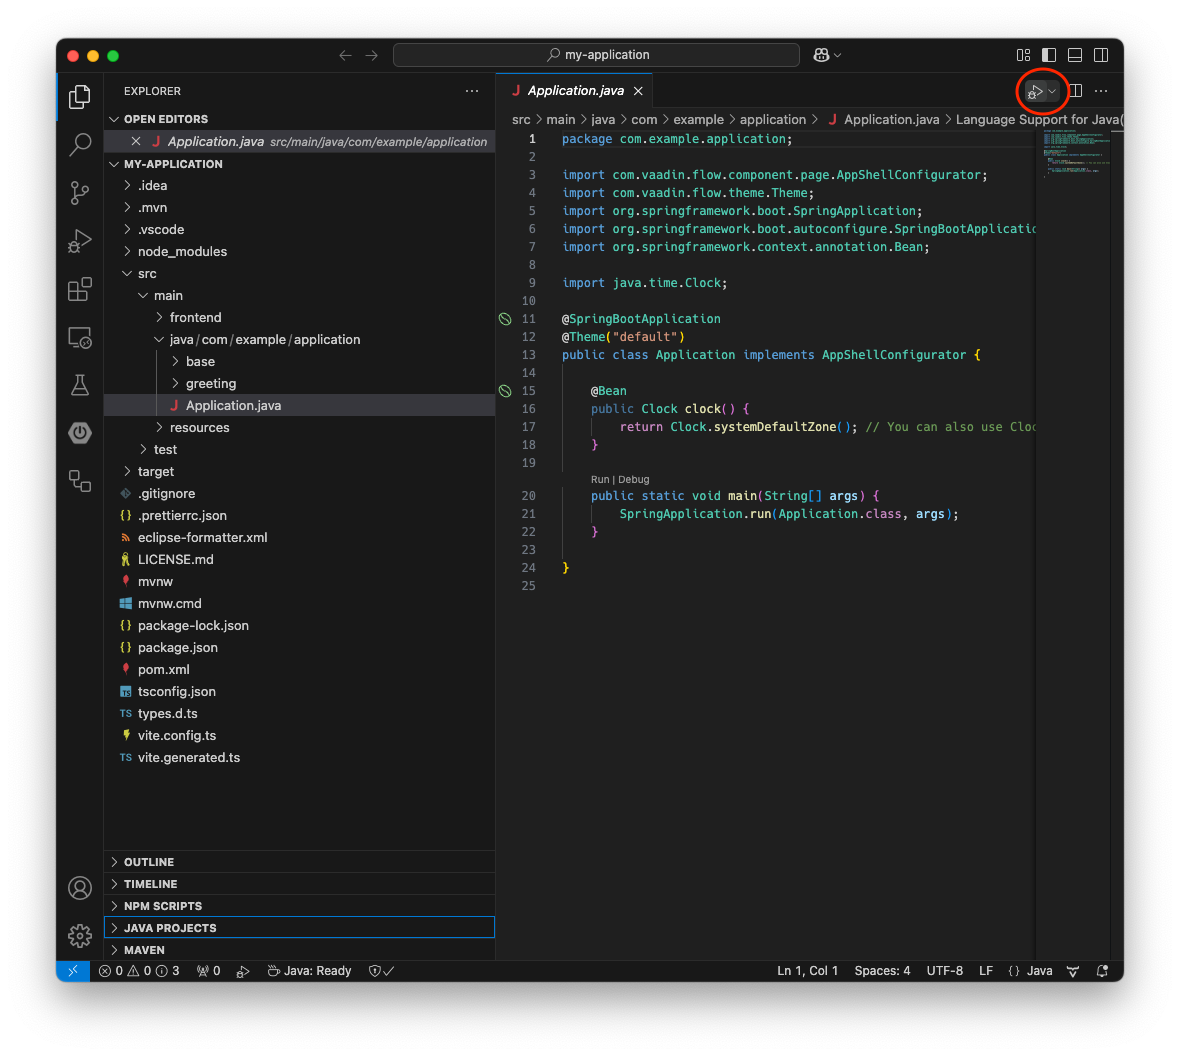 my-application
EXPLORER
OPEN EDITORS
Application.java src/main/java/com/example/application
MY-APPLICATION
.idea
.mvn
.vscode
node_modules
src
main
frontend
java/com/example/application
base
greeting
Application.java
resources
test
target
.gitignore
{} .prettierrc.json
eclipse-formatter.xml
LICENSE.md
mvnw
mvnw.cmd
{} package-lock.json
{} package.json
pom.xml
TS tsconfig.json
TS types.d.ts
vite.config.ts
TS vite.generated.ts
OUTLINE
TIMELINE
NPM SCRIPTS
JAVA PROJECTS
MAVEN
J Application.java
src > main > java > com > example > application > J Application.java > Language Support for Java(
1 package com.example.application;
2
3 import com.vaadin.flow.component.page.AppShellConfigurator;
4 import com.vaadin.flow.theme.Theme;
5 import org.springframework.boot.SpringApplication;
6 import org.springframework.boot.autoconfigure.SpringBootApplicatio
7 import org.springframework.context.annotation.Bean;
8
9 import java.time.Clock;
10
11 @SpringBootApplication
12 @Theme("default")
13 public class Application implements AppShellConfigurator {
14
15 @Bean
16 public Clock clock() {
17 return Clock.systemDefaultZone(); // You can also use Cloc
18 }
19
Run | Debug
20 public static void main(String[] args) {
21 SpringApplication.run(Application.class, args);
22 }
23
24 }
25
0 0 3 0 Java: Ready Ln 1, Col 1 Spaces: 4 UTF-8 LF {} Java